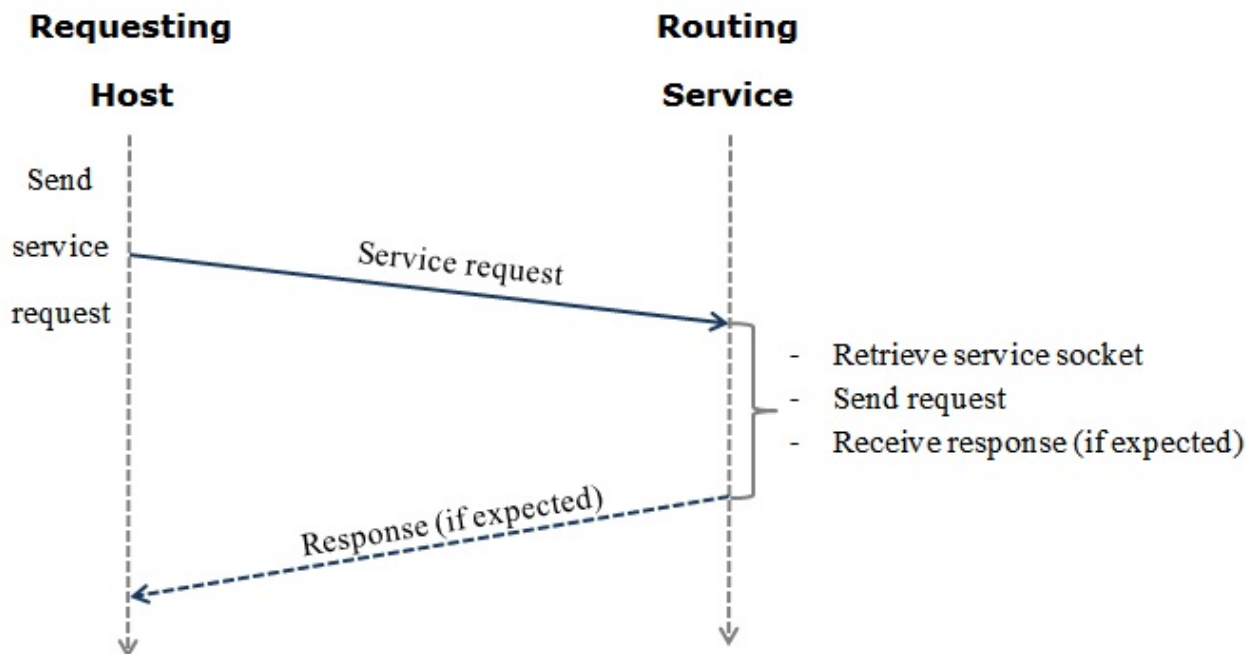 Requesting
Host
Routing
Service
Send
service
request
Service request
- Retrieve service socket
- Send request
- Receive response (if expected)
Response (if expected)